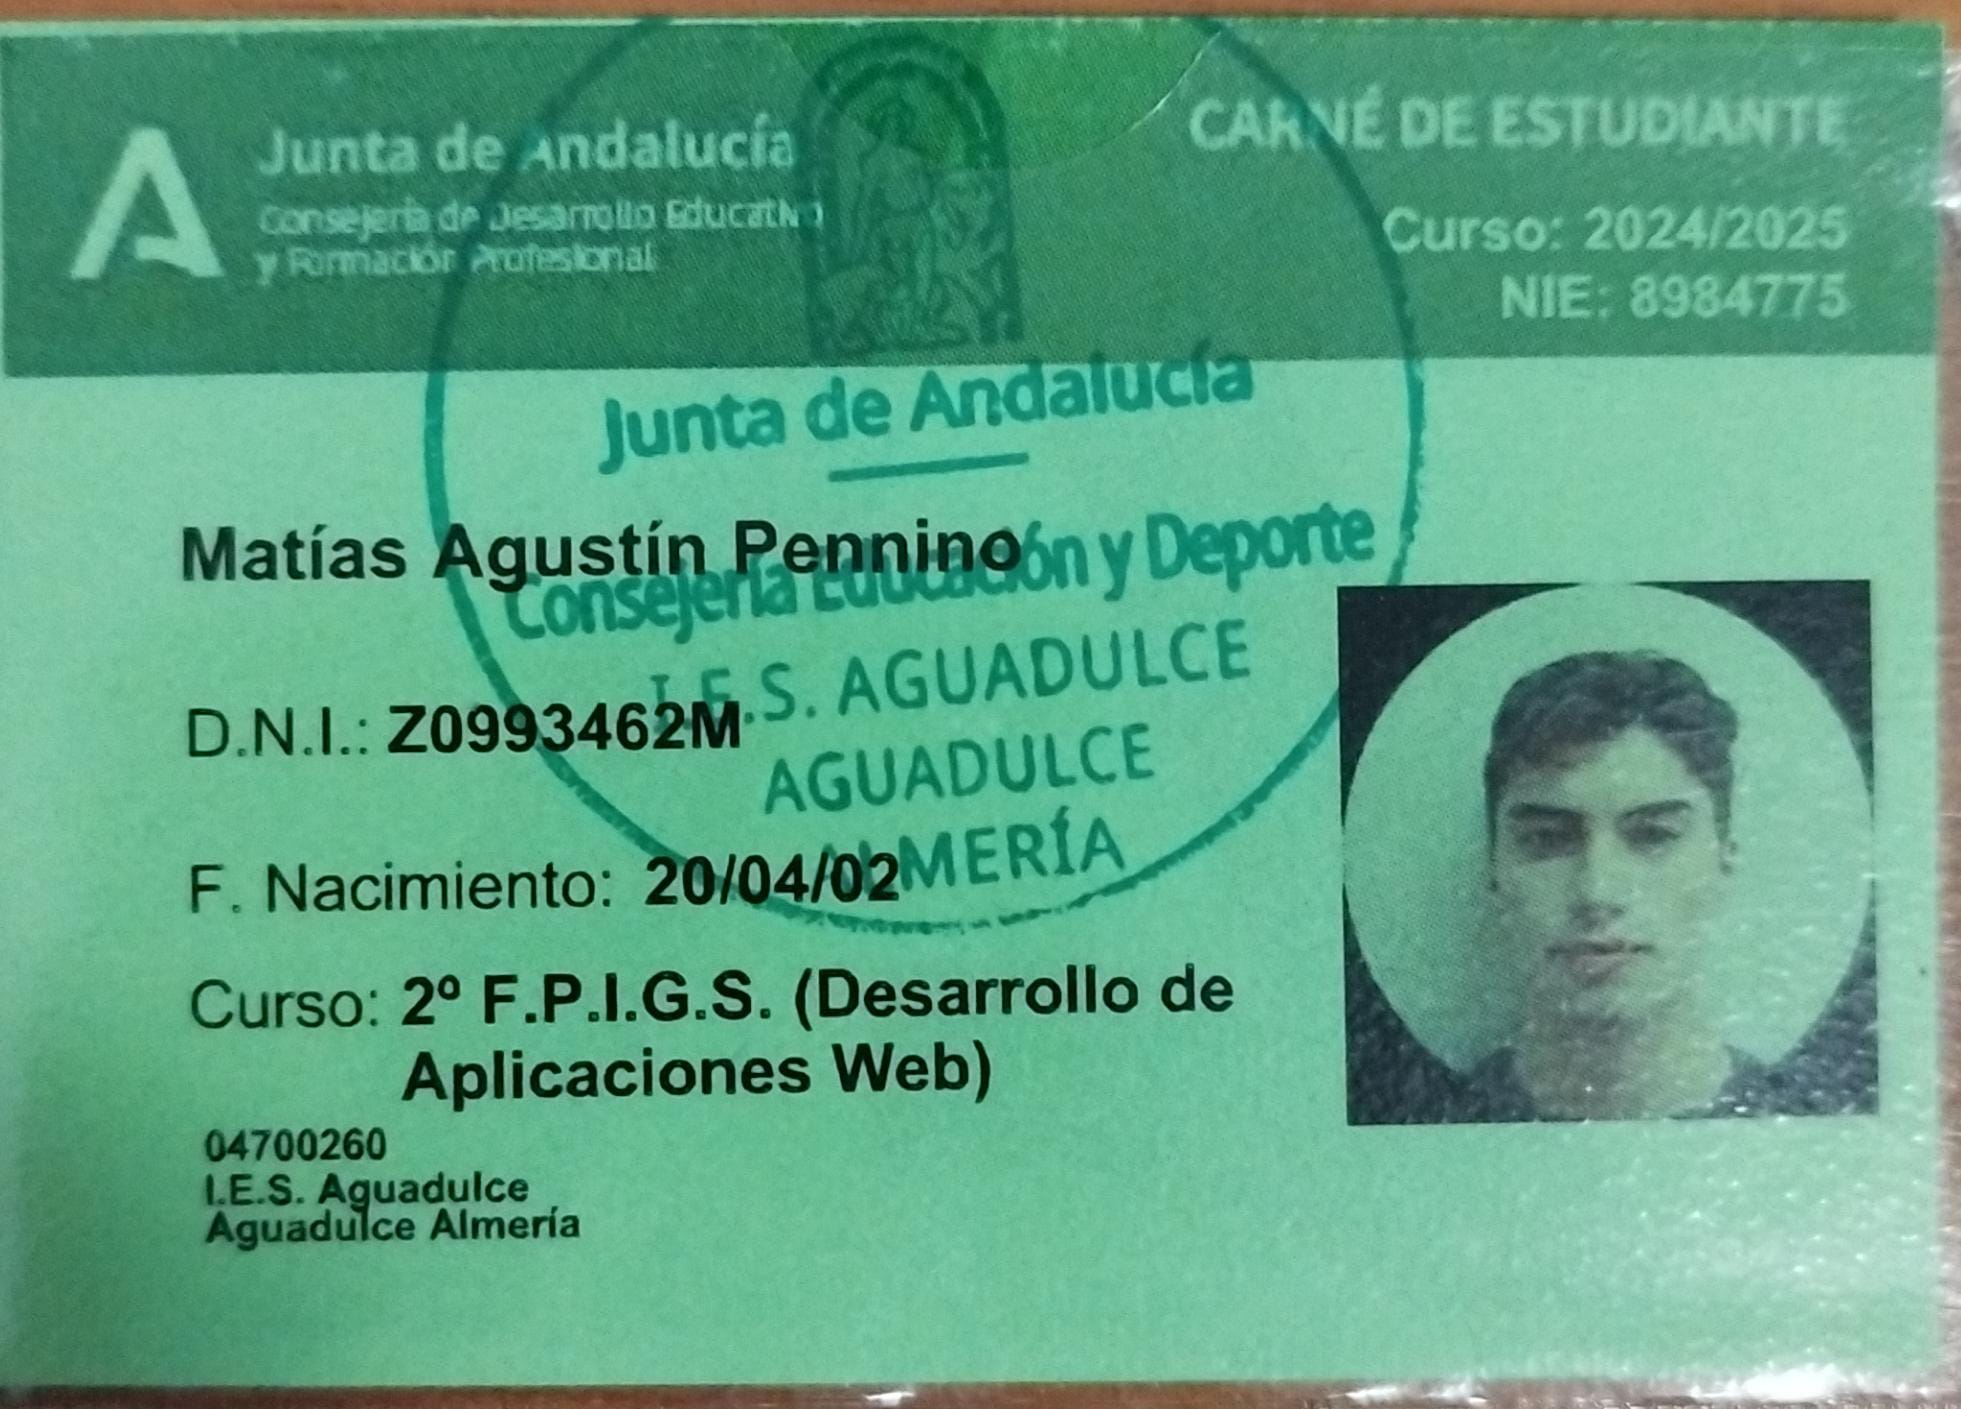 Junta de Andalucía
Consejería de Desarrollo Educativo
y Formación Profesional
CARNÉ DE ESTUDIANTE
Curso: 2024/2025
NIE: 8984775
Junta de Andalucía
Consejería Educación y Deporte
I.E.S. AGUADULCE
AGUADULCE
ALMERÍA
Matías Agustín Pennino
D.N.I.: Z0993462M
F. Nacimiento: 20/04/02
Curso: 2º F.P.I.G.S. (Desarrollo de
Aplicaciones Web)
04700260
I.E.S. Aguadulce
Aguadulce Almería